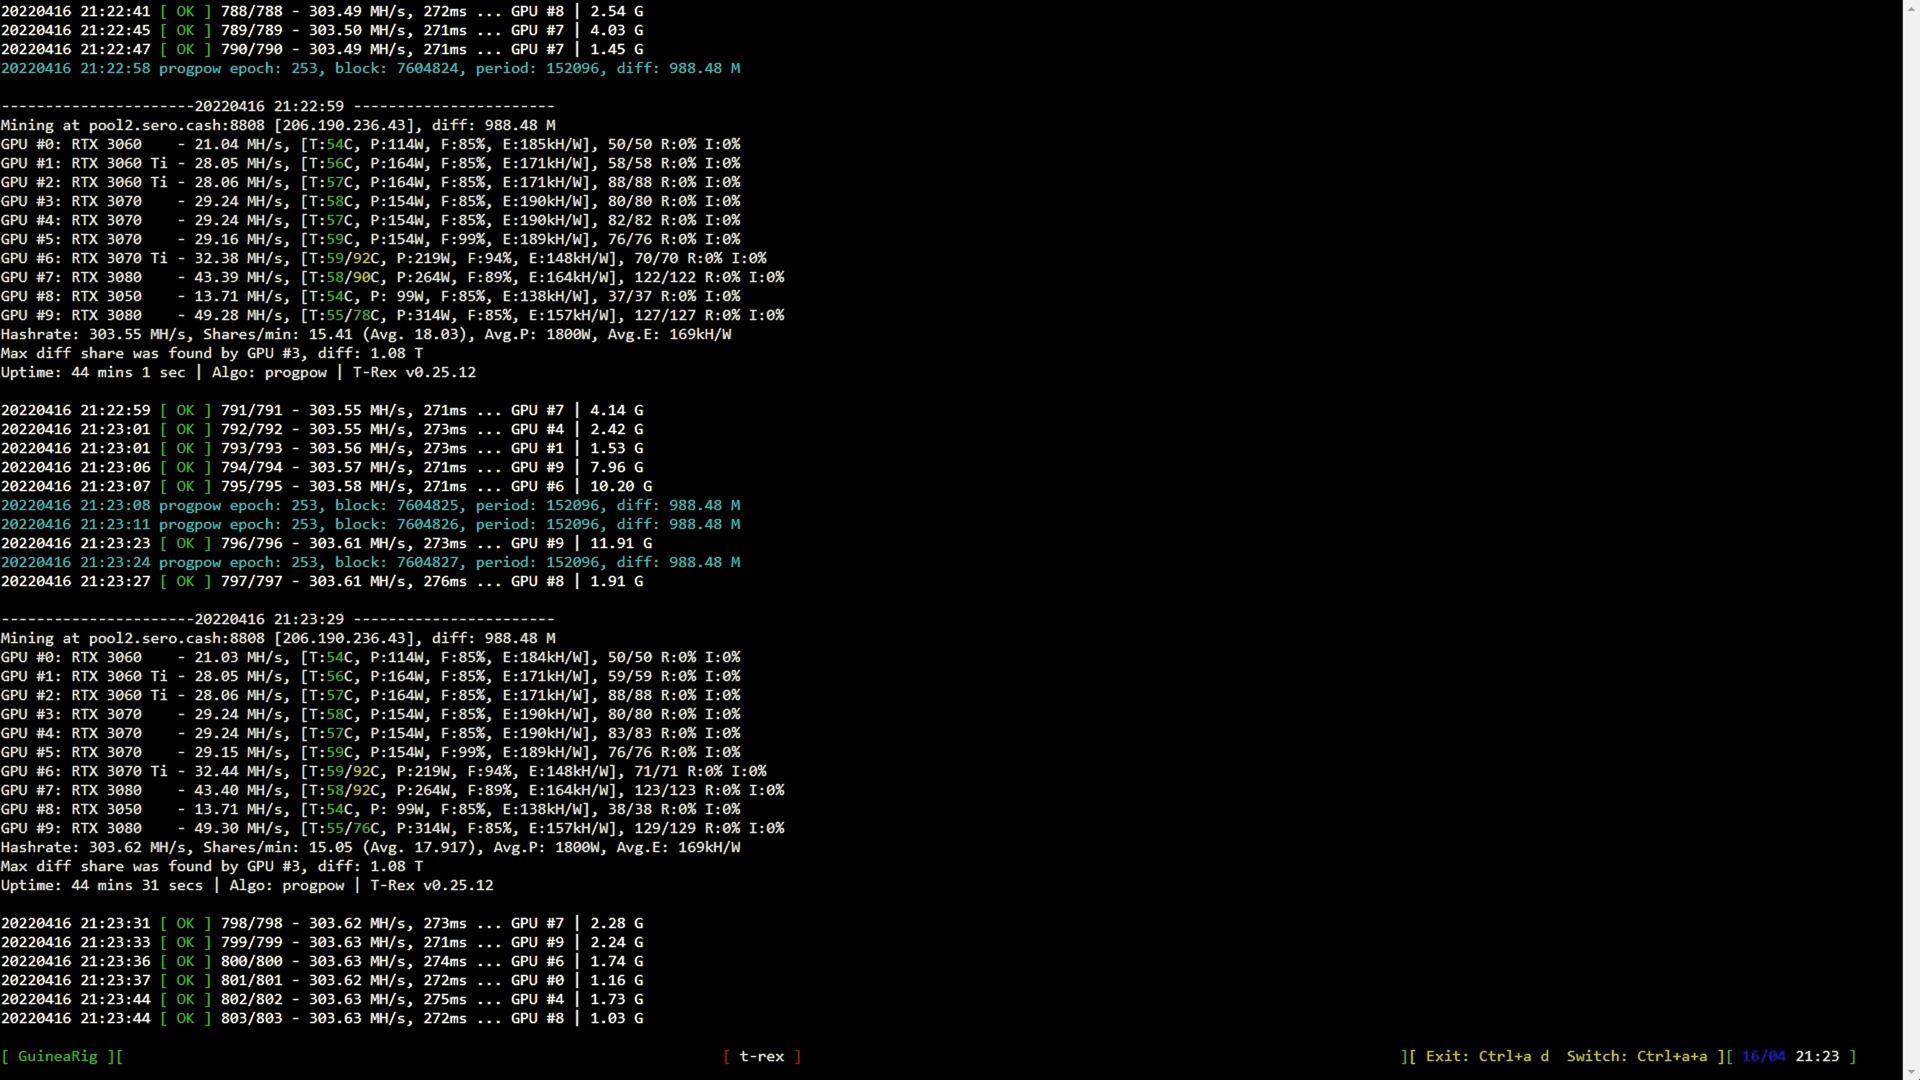 20220416 21:22:41 [ OK ] 788/788 - 303.49 MH/s, 272ms ... GPU #8 | 2.54 G
20220416 21:22:45 [ OK ] 789/789 - 303.50 MH/s, 271ms ... GPU #7 | 4.03 G
20220416 21:22:47 [ OK ] 790/790 - 303.49 MH/s, 271ms ... GPU #7 | 1.45 G
20220416 21:22:58 progpow epoch: 253, block: 7604824, period: 152096, diff: 988.48 M
----------------------20220416 21:22:59 -----------------------
Mining at pool2.sero.cash:8808 [206.190.236.43], diff: 988.48 M
GPU #0: RTX 3060    - 21.04 MH/s, [T:54C, P:114W, F:85%, E:185kH/W], 50/50 R:0% I:0%
GPU #1: RTX 3060 Ti - 28.05 MH/s, [T:56C, P:164W, F:85%, E:171kH/W], 58/58 R:0% I:0%
GPU #2: RTX 3060 Ti - 28.06 MH/s, [T:57C, P:164W, F:85%, E:171kH/W], 88/88 R:0% I:0%
GPU #3: RTX 3070    - 29.24 MH/s, [T:58C, P:154W, F:85%, E:190kH/W], 80/80 R:0% I:0%
GPU #4: RTX 3070    - 29.24 MH/s, [T:57C, P:154W, F:85%, E:190kH/W], 82/82 R:0% I:0%
GPU #5: RTX 3070    - 29.16 MH/s, [T:59C, P:154W, F:99%, E:189kH/W], 76/76 R:0% I:0%
GPU #6: RTX 3070 Ti - 32.38 MH/s, [T:59/92C, P:219W, F:94%, E:148kH/W], 70/70 R:0% I:0%
GPU #7: RTX 3080    - 43.39 MH/s, [T:58/90C, P:264W, F:89%, E:164kH/W], 122/122 R:0% I:0%
GPU #8: RTX 3050    - 13.71 MH/s, [T:54C, P: 99W, F:85%, E:138kH/W], 37/37 R:0% I:0%
GPU #9: RTX 3080    - 49.28 MH/s, [T:55/78C, P:314W, F:85%, E:157kH/W], 127/127 R:0% I:0%
Hashrate: 303.55 MH/s, Shares/min: 15.41 (Avg. 18.03), Avg.P: 1800W, Avg.E: 169kH/W
Max diff share was found by GPU #3, diff: 1.08 T
Uptime: 44 mins 1 sec | Algo: progpow | T-Rex v0.25.12
20220416 21:22:59 [ OK ] 791/791 - 303.55 MH/s, 271ms ... GPU #7 | 4.14 G
20220416 21:23:01 [ OK ] 792/792 - 303.55 MH/s, 273ms ... GPU #4 | 2.42 G
20220416 21:23:01 [ OK ] 793/793 - 303.56 MH/s, 273ms ... GPU #1 | 1.53 G
20220416 21:23:06 [ OK ] 794/794 - 303.57 MH/s, 271ms ... GPU #9 | 7.96 G
20220416 21:23:07 [ OK ] 795/795 - 303.58 MH/s, 271ms ... GPU #6 | 10.20 G
20220416 21:23:08 progpow epoch: 253, block: 7604825, period: 152096, diff: 988.48 M
20220416 21:23:11 progpow epoch: 253, block: 7604826, period: 152096, diff: 988.48 M
20220416 21:23:23 [ OK ] 796/796 - 303.61 MH/s, 273ms ... GPU #9 | 11.91 G
20220416 21:23:24 progpow epoch: 253, block: 7604827, period: 152096, diff: 988.48 M
20220416 21:23:27 [ OK ] 797/797 - 303.61 MH/s, 276ms ... GPU #8 | 1.91 G
----------------------20220416 21:23:29 -----------------------
Mining at pool2.sero.cash:8808 [206.190.236.43], diff: 988.48 M
GPU #0: RTX 3060    - 21.03 MH/s, [T:54C, P:114W, F:85%, E:184kH/W], 50/50 R:0% I:0%
GPU #1: RTX 3060 Ti - 28.05 MH/s, [T:56C, P:164W, F:85%, E:171kH/W], 59/59 R:0% I:0%
GPU #2: RTX 3060 Ti - 28.06 MH/s, [T:57C, P:164W, F:85%, E:171kH/W], 88/88 R:0% I:0%
GPU #3: RTX 3070    - 29.24 MH/s, [T:58C, P:154W, F:85%, E:190kH/W], 80/80 R:0% I:0%
GPU #4: RTX 3070    - 29.24 MH/s, [T:57C, P:154W, F:85%, E:190kH/W], 83/83 R:0% I:0%
GPU #5: RTX 3070    - 29.15 MH/s, [T:59C, P:154W, F:99%, E:189kH/W], 76/76 R:0% I:0%
GPU #6: RTX 3070 Ti - 32.44 MH/s, [T:59/92C, P:219W, F:94%, E:148kH/W], 71/71 R:0% I:0%
GPU #7: RTX 3080    - 43.40 MH/s, [T:58/92C, P:264W, F:89%, E:164kH/W], 123/123 R:0% I:0%
GPU #8: RTX 3050    - 13.71 MH/s, [T:54C, P: 99W, F:85%, E:138kH/W], 38/38 R:0% I:0%
GPU #9: RTX 3080    - 49.30 MH/s, [T:55/76C, P:314W, F:85%, E:157kH/W], 129/129 R:0% I:0%
Hashrate: 303.62 MH/s, Shares/min: 15.05 (Avg. 17.917), Avg.P: 1800W, Avg.E: 169kH/W
Max diff share was found by GPU #3, diff: 1.08 T
Uptime: 44 mins 31 secs | Algo: progpow | T-Rex v0.25.12
20220416 21:23:31 [ OK ] 798/798 - 303.62 MH/s, 273ms ... GPU #7 | 2.28 G
20220416 21:23:33 [ OK ] 799/799 - 303.63 MH/s, 271ms ... GPU #9 | 2.24 G
20220416 21:23:36 [ OK ] 800/800 - 303.63 MH/s, 274ms ... GPU #6 | 1.74 G
20220416 21:23:37 [ OK ] 801/801 - 303.62 MH/s, 272ms ... GPU #0 | 1.16 G
20220416 21:23:44 [ OK ] 802/802 - 303.63 MH/s, 275ms ... GPU #4 | 1.73 G
20220416 21:23:44 [ OK ] 803/803 - 303.63 MH/s, 272ms ... GPU #8 | 1.03 G
[ GuineaRig ][ [ t-rex ] ][ Exit: Ctrl+a d  Switch: Ctrl+a+a ][ 16/04 21:23 ]